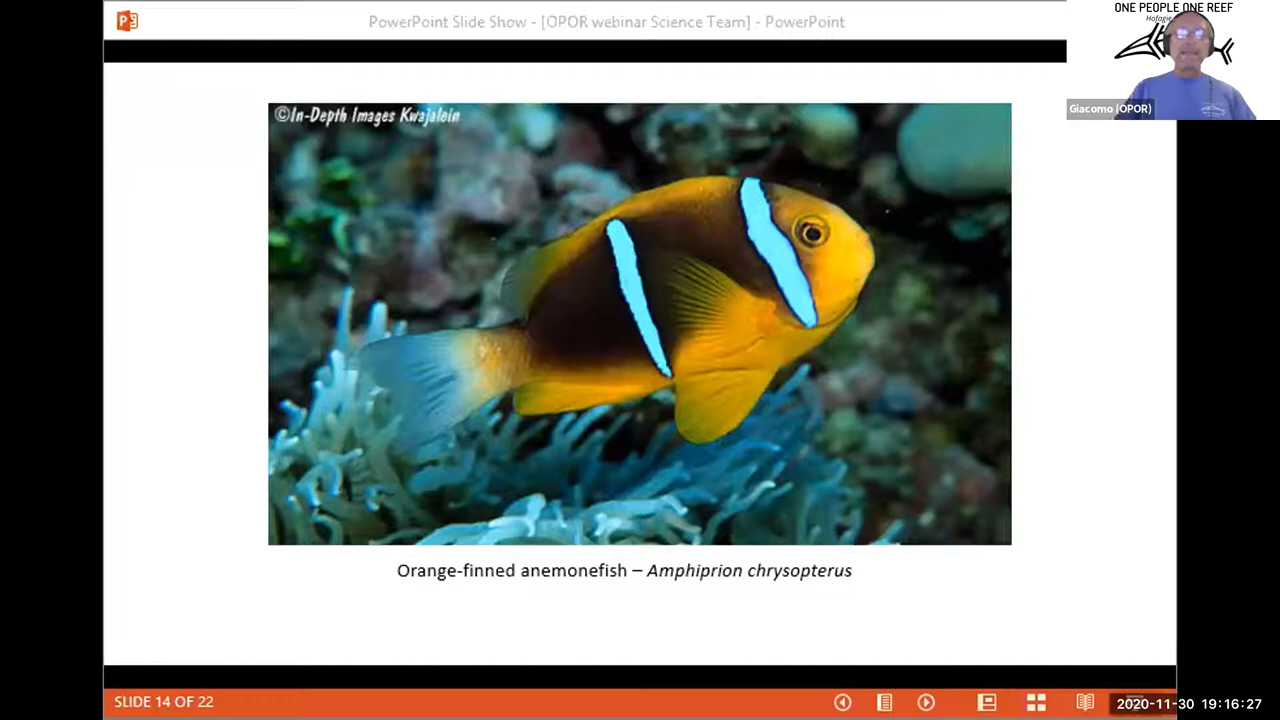 PowerPoint Slide Show - [OPOR webinar Science Team] - PowerPoint
ONE PEOPLE ONE REEF
Giacomo (OPOR)
©In-Depth Images Kwajalein
Orange-finned anemonefish – Amphiprion chrysopterus
SLIDE 14 OF 22
2020-11-30 19:16:27